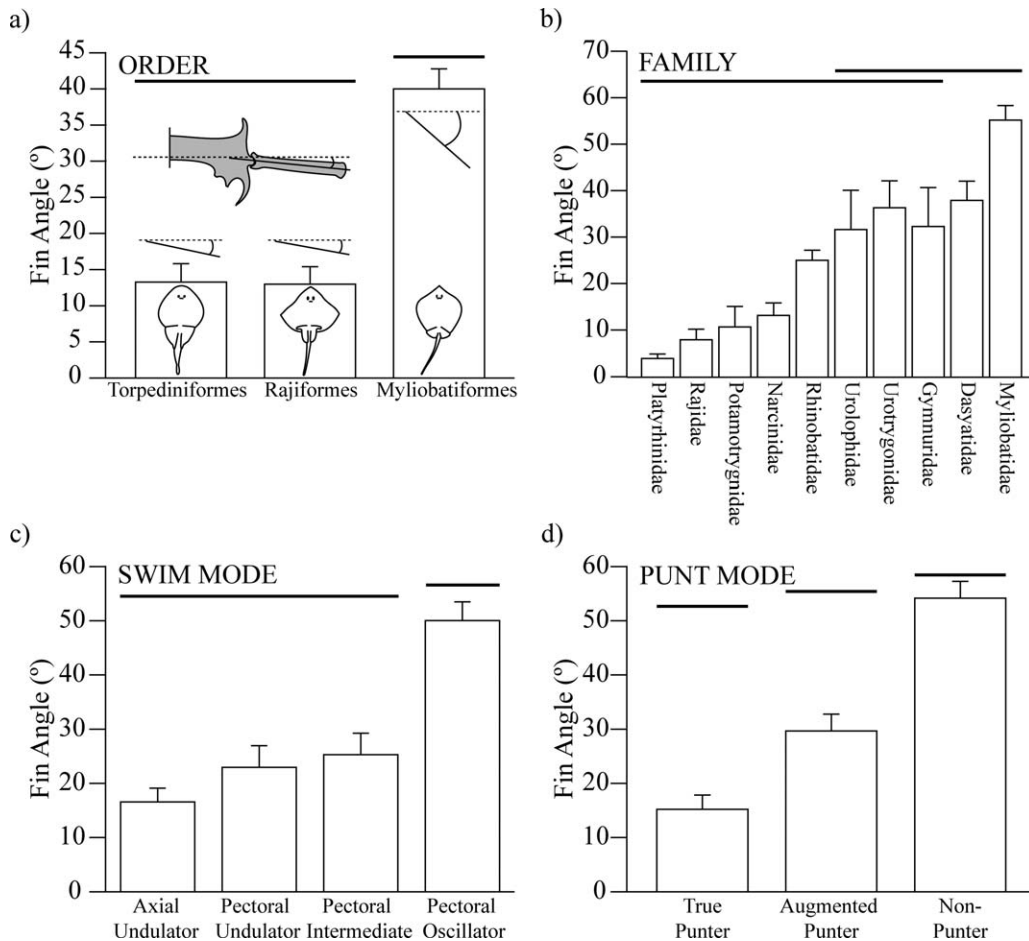 a)
ORDER
Fin Angle (º)
45
40
35
30
25
20
15
10
5
0
Torpediniformes Rajiformes Myliobatiformes
b)
FAMILY
Fin Angle (º)
70
60
50
40
30
20
10
0
Platyrhinidae
Rajidae
Potamotrygnidae
Narcinidae
Rhinobatidae
Urolophidae
Urotrygonidae
Gymnuridae
Dasyatidae
Myliobatidae
c)
SWIM MODE
Fin Angle (º)
60
50
40
30
20
10
0
Axial Pectoral Pectoral Pectoral
Undulator Undulator Intermediate Oscillator
d)
PUNT MODE
Fin Angle (º)
60
50
40
30
20
10
0
True Augmented Non-
Punter Punter Punter